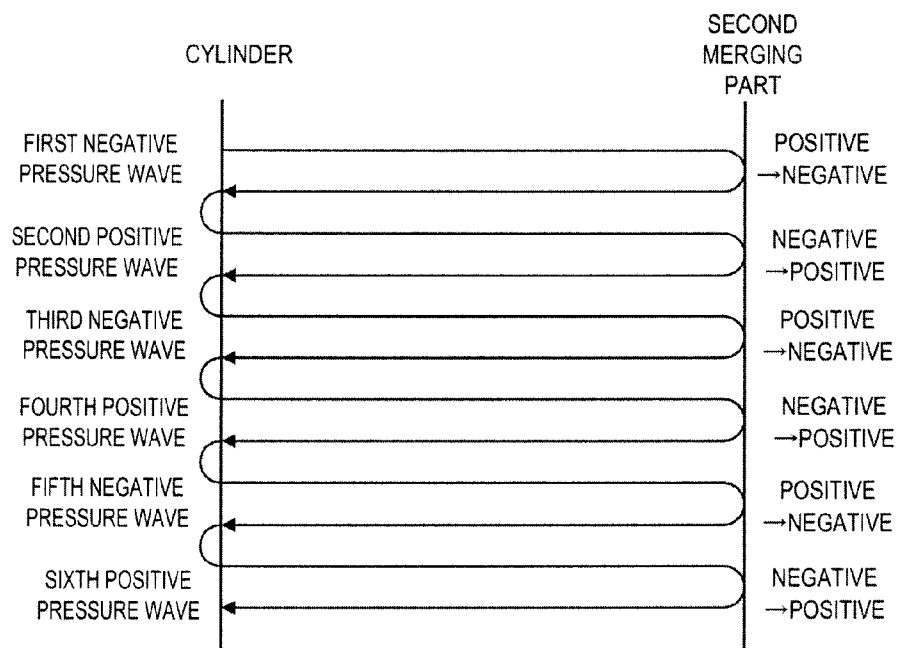 CYLINDER
SECOND
MERGING
PART
FIRST NEGATIVE
PRESSURE WAVE
POSITIVE
→NEGATIVE
SECOND POSITIVE
PRESSURE WAVE
NEGATIVE
→POSITIVE
THIRD NEGATIVE
PRESSURE WAVE
POSITIVE
→NEGATIVE
FOURTH POSITIVE
PRESSURE WAVE
NEGATIVE
→POSITIVE
FIFTH NEGATIVE
PRESSURE WAVE
POSITIVE
→NEGATIVE
SIXTH POSITIVE
PRESSURE WAVE
NEGATIVE
→POSITIVE